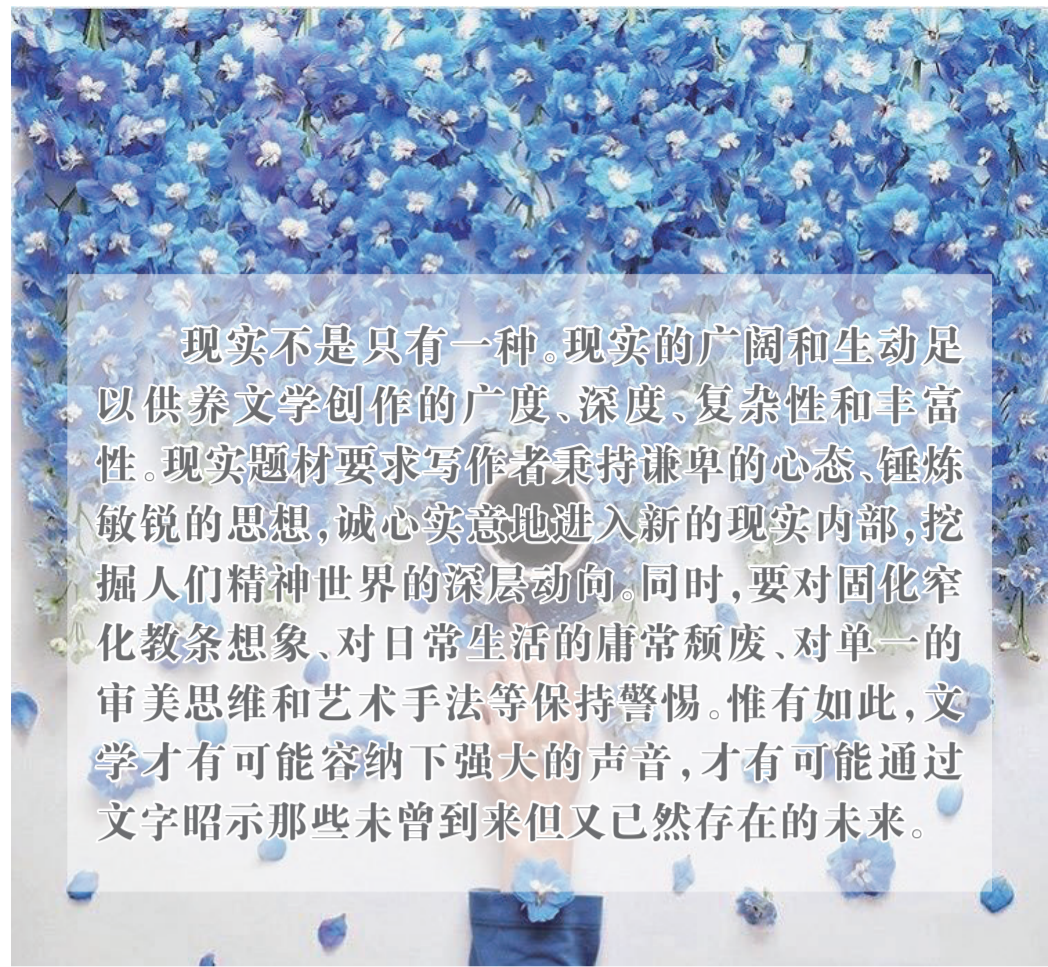 现实不是只有一种。现实的广阔和生动足
以供养文学创作的广度、深度、复杂性和丰富
性。现实题材要求写作者秉持谦卑的心态、锤炼
敏锐的思想,诚心实意地进入新的现实内部,挖
掘人们精神世界的深层动向。同时,要对固化窄
化教条想象、对日常生活的庸常颓废、对单一的
审美思维和艺术手法等保持警惕。惟有如此,文
学才有可能容纳下强大的声音,才有可能通过
文字昭示那些未曾到来但又已然存在的未来。